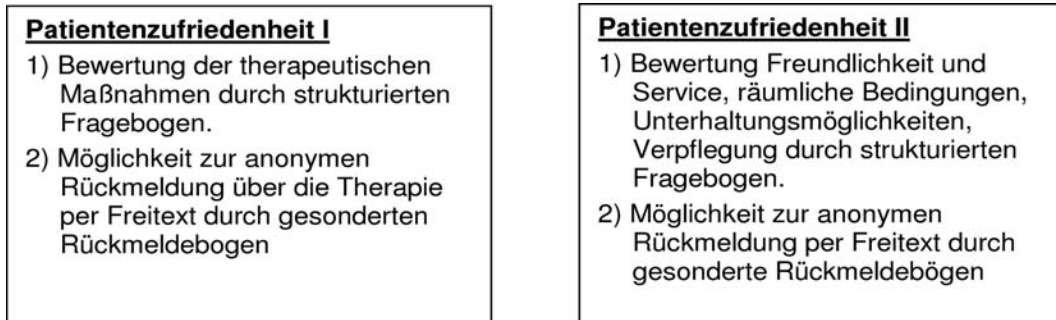 Patientenzufriedenheit I
1) Bewertung der therapeutischen
Maßnahmen durch strukturierten
Fragebogen.
2) Möglichkeit zur anonymen
Rückmeldung über die Therapie
per Freitext durch gesonderten
Rückmeldebogen
Patientenzufriedenheit II
1) Bewertung Freundlichkeit und
Service, räumliche Bedingungen,
Unterhaltungsmöglichkeiten,
Verpflegung durch strukturierten
Fragebogen.
2) Möglichkeit zur anonymen
Rückmeldung per Freitext durch
gesonderte Rückmeldebögen